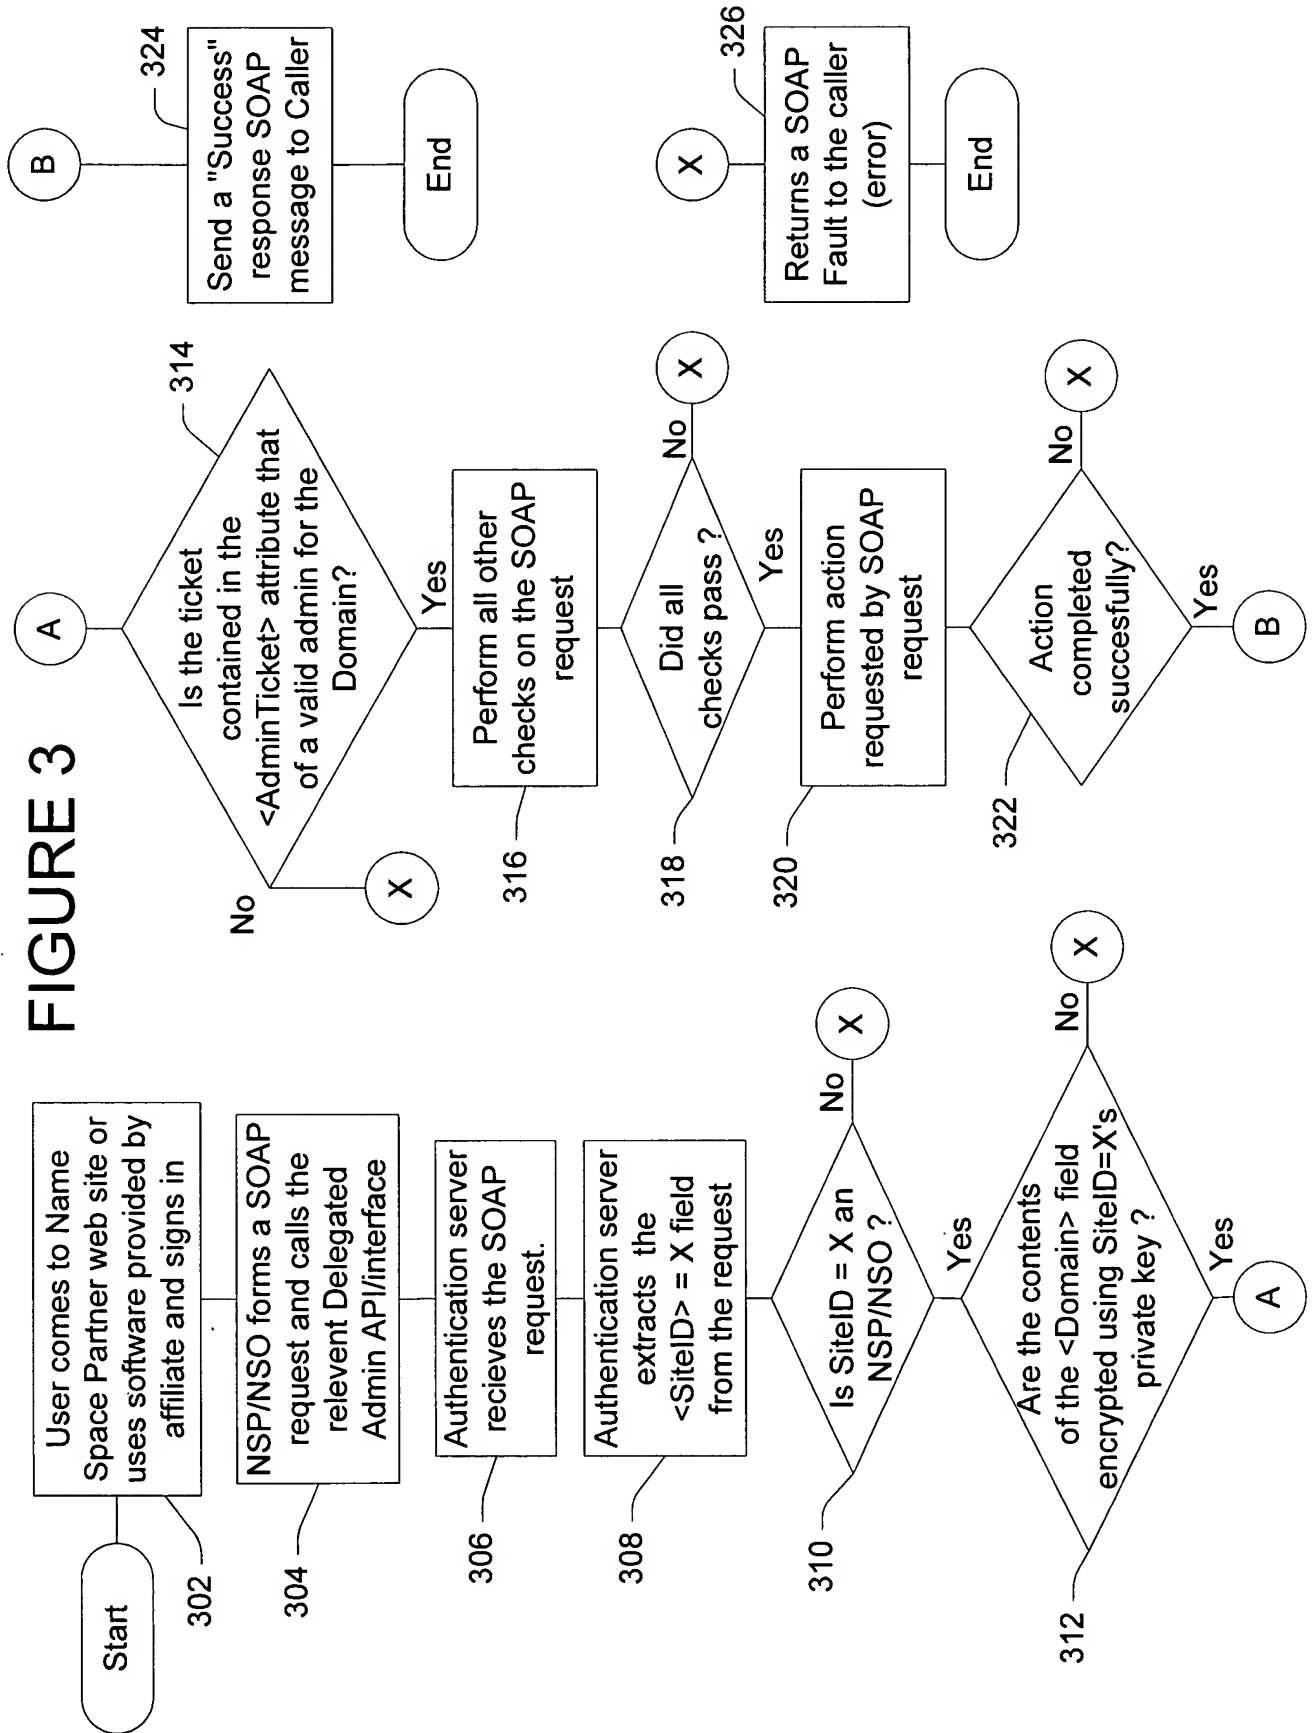 FIGURE 3
Start
302
User comes to Name
Space Partner web site or
uses software provided by
affiliate and signs in
304
NSP/NSO forms a SOAP
request and calls the
relevent Delegated
Admin API/interface
306
Authentication server
recieves the SOAP
request.
308
Authentication server
extracts the
<SiteID> = X field
from the request
310
Is SiteID = X an
NSP/NSO ?
No
X
Yes
312
Are the contents
of the <Domain> field
encrypted using SiteID=X's
private key ?
No
X
Yes
A
A
314
Is the ticket
contained in the
<AdminTicket> attribute that
of a valid admin for the
Domain?
No
X
Yes
316
Perform all other
checks on the SOAP
request
318
Did all
checks pass ?
No
X
Yes
320
Perform action
requested by SOAP
request
322
Action
completed
succesfully?
No
X
Yes
B
B
324
Send a "Success"
response SOAP
message to Caller
End
X
326
Returns a SOAP
Fault to the caller
(error)
End